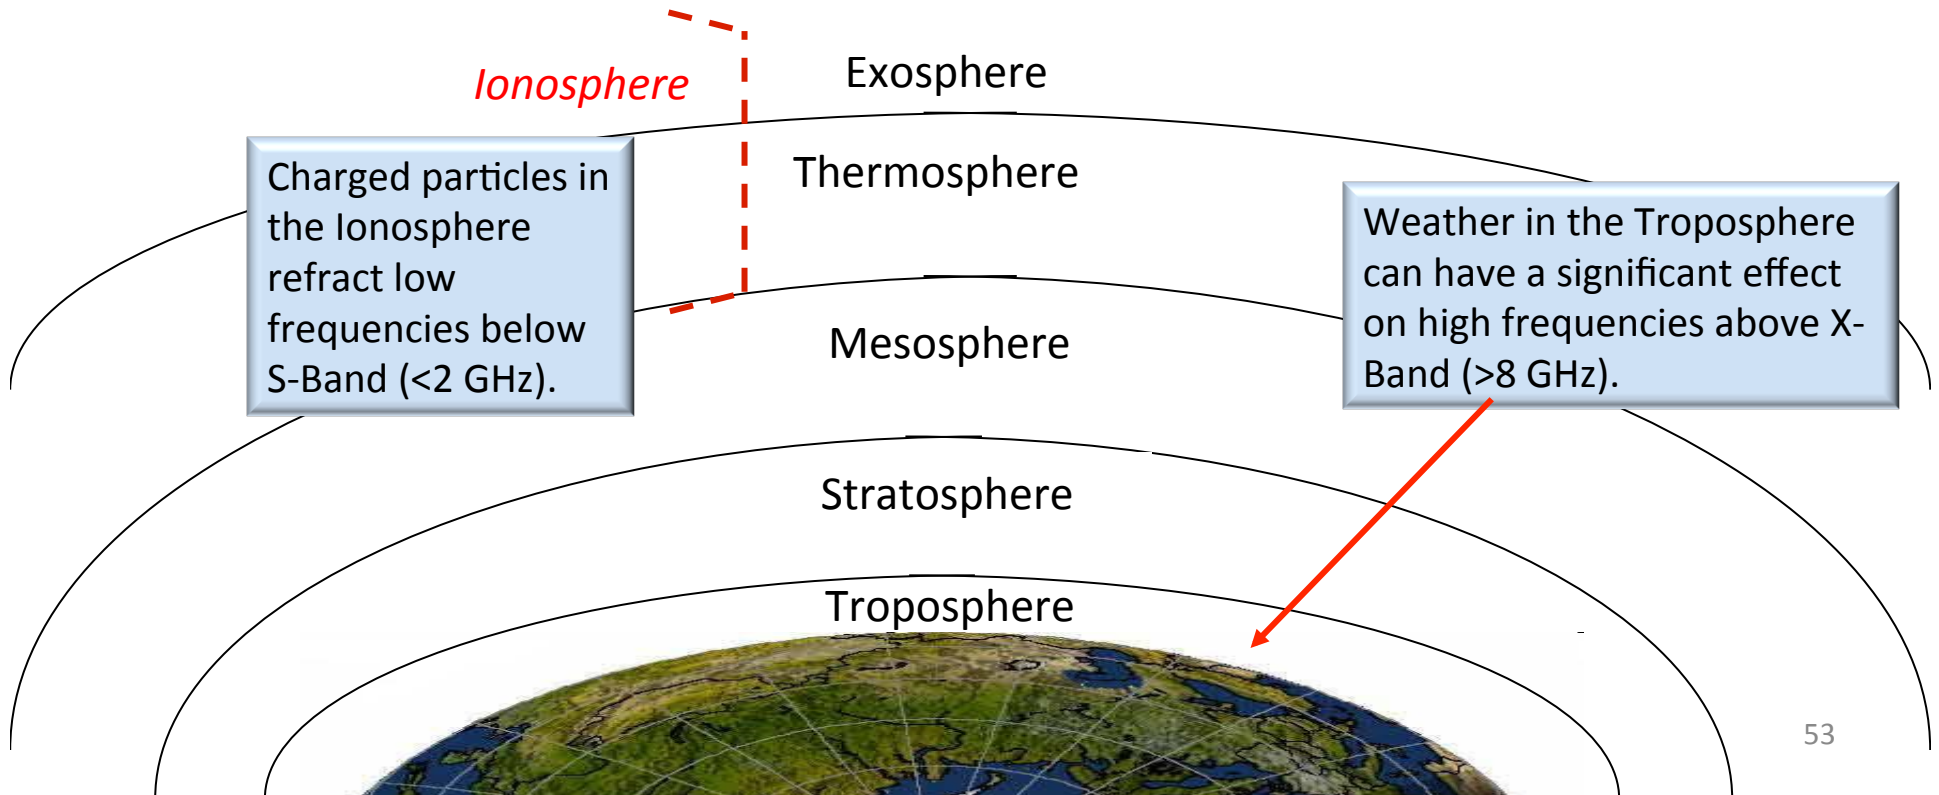 Exosphere
Ionosphere
Thermosphere
Charged particles in
the Ionosphere
refract low
frequencies below
S-Band (<2 GHz).
Weather in the Troposphere
can have a significant effect
on high frequencies above X-
Band (>8 GHz).
Mesosphere
Stratosphere
Troposphere
53